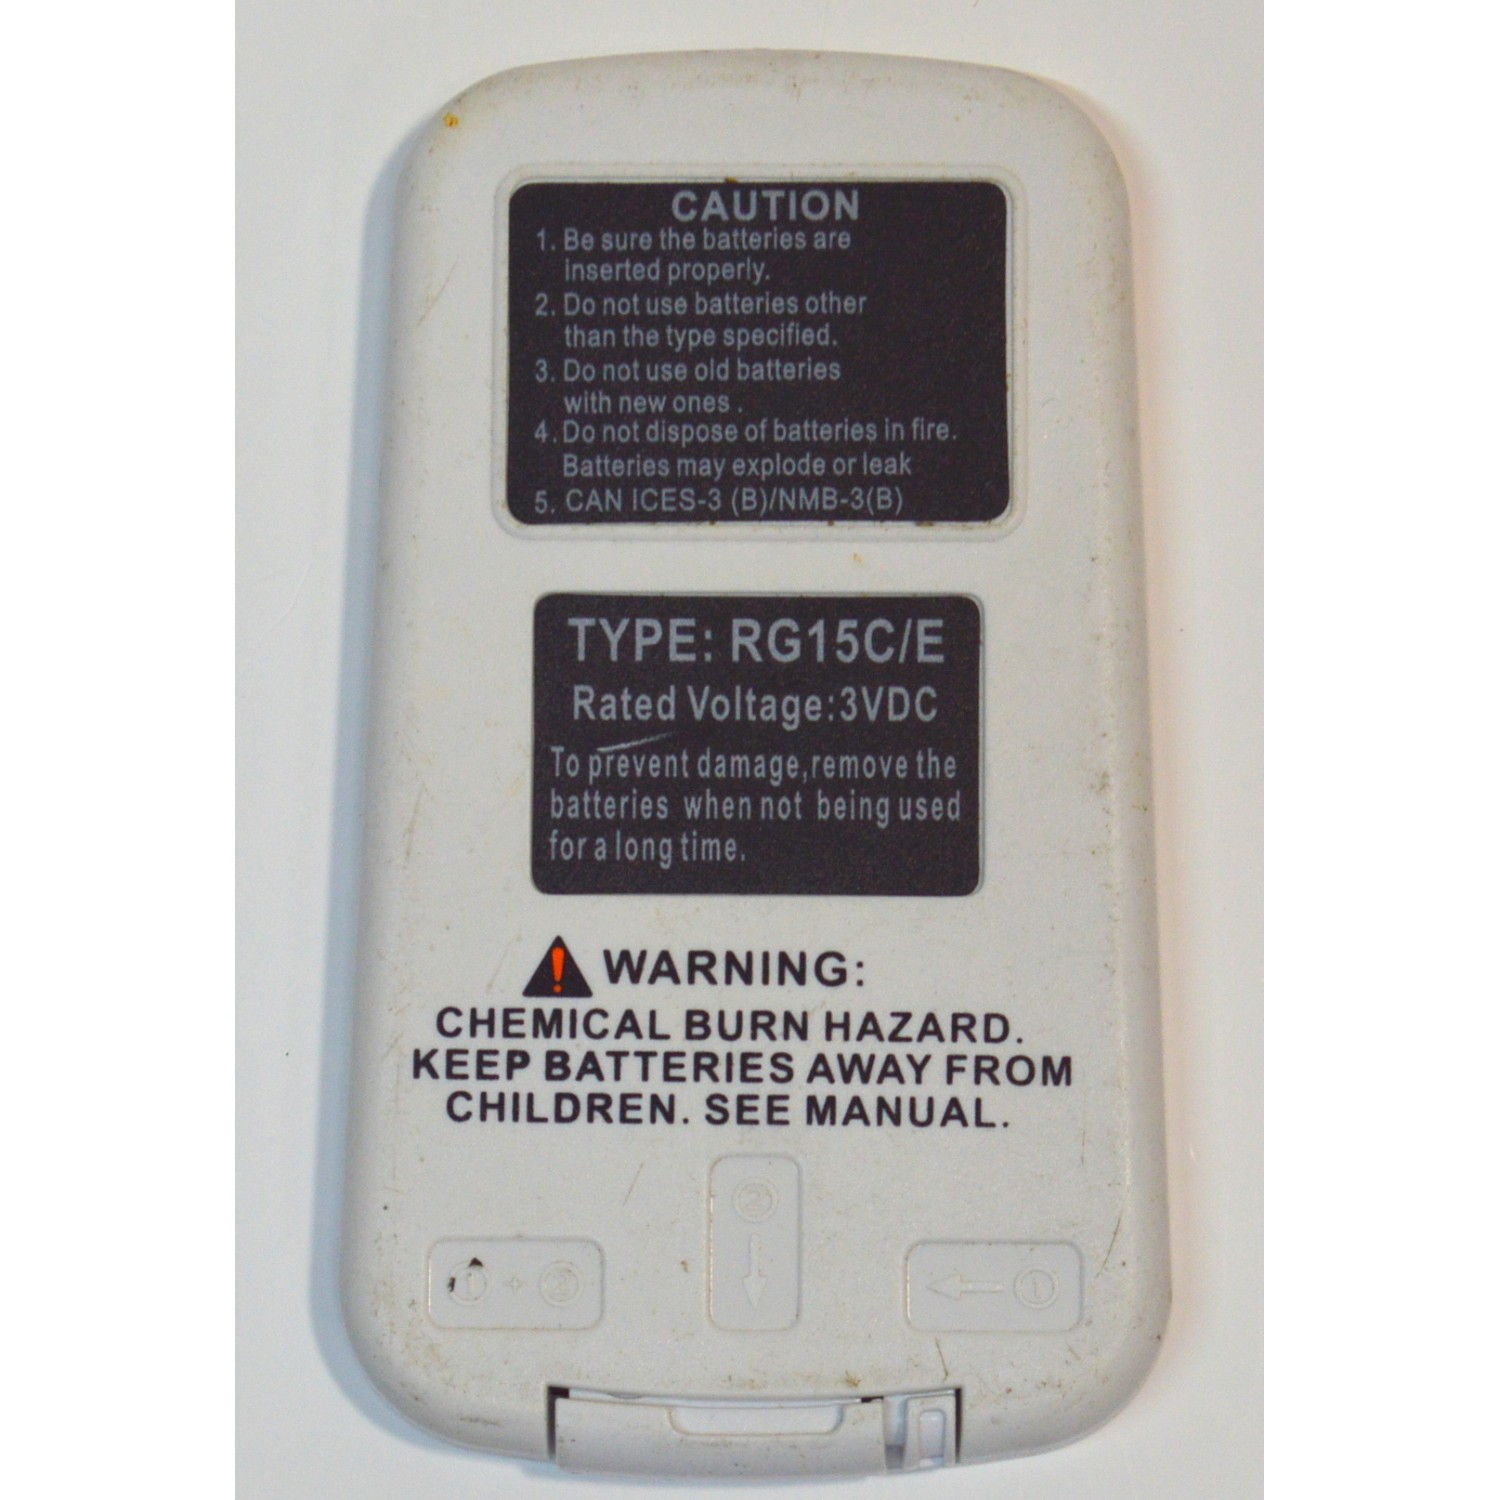 CAUTION
1. Be sure the batteries are
inserted properly.
2. Do not use batteries other
than the type specified.
3. Do not use old batteries
with new ones .
4. Do not dispose of batteries in fire.
Batteries may explode or leak
5. CAN ICES-3 (B)/NMB-3(B)
TYPE: RG15C/E
Rated Voltage:3VDC
To prevent damage,remove the
batteries when not being used
for a long time.
WARNING:
CHEMICAL BURN HAZARD.
KEEP BATTERIES AWAY FROM
CHILDREN. SEE MANUAL.
②
① + ②
①